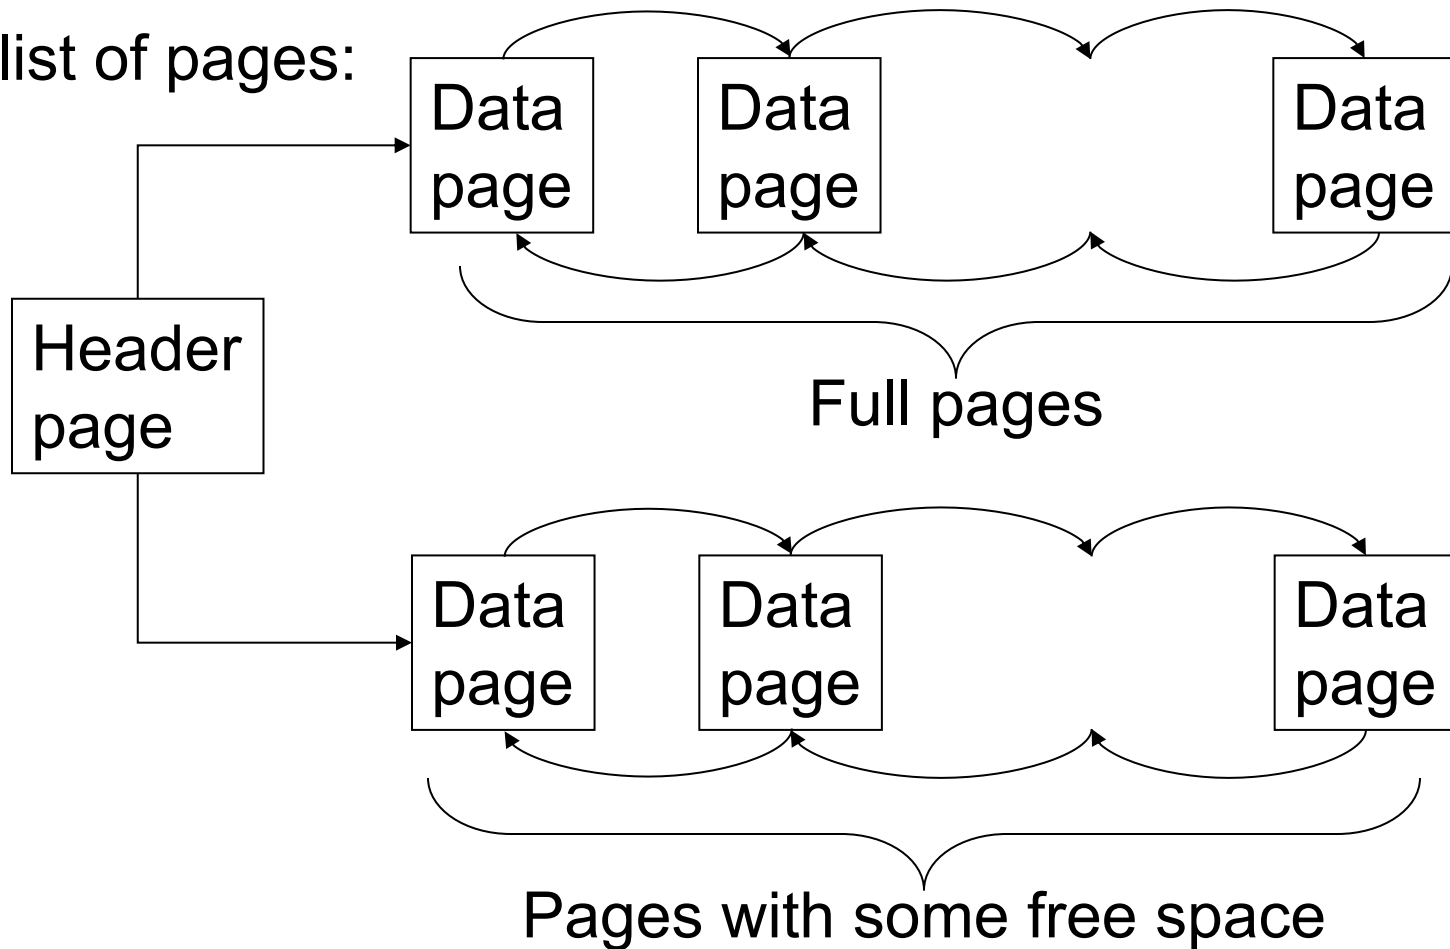 list of pages:
Data
page
Data
page
Data
page
Header
page
Full pages
Data
page
Data
page
Data
page
Pages with some free space